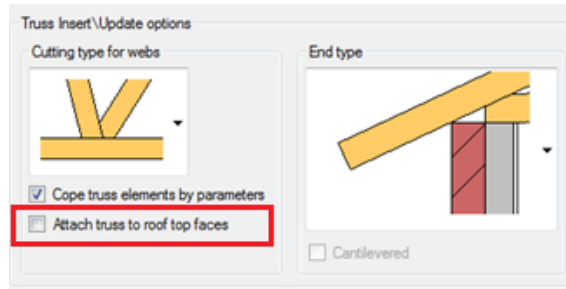 Truss Insert\Update options
Cutting type for webs
End type
Cope truss elements by parameters
Attach truss to roof top faces
Cantilevered